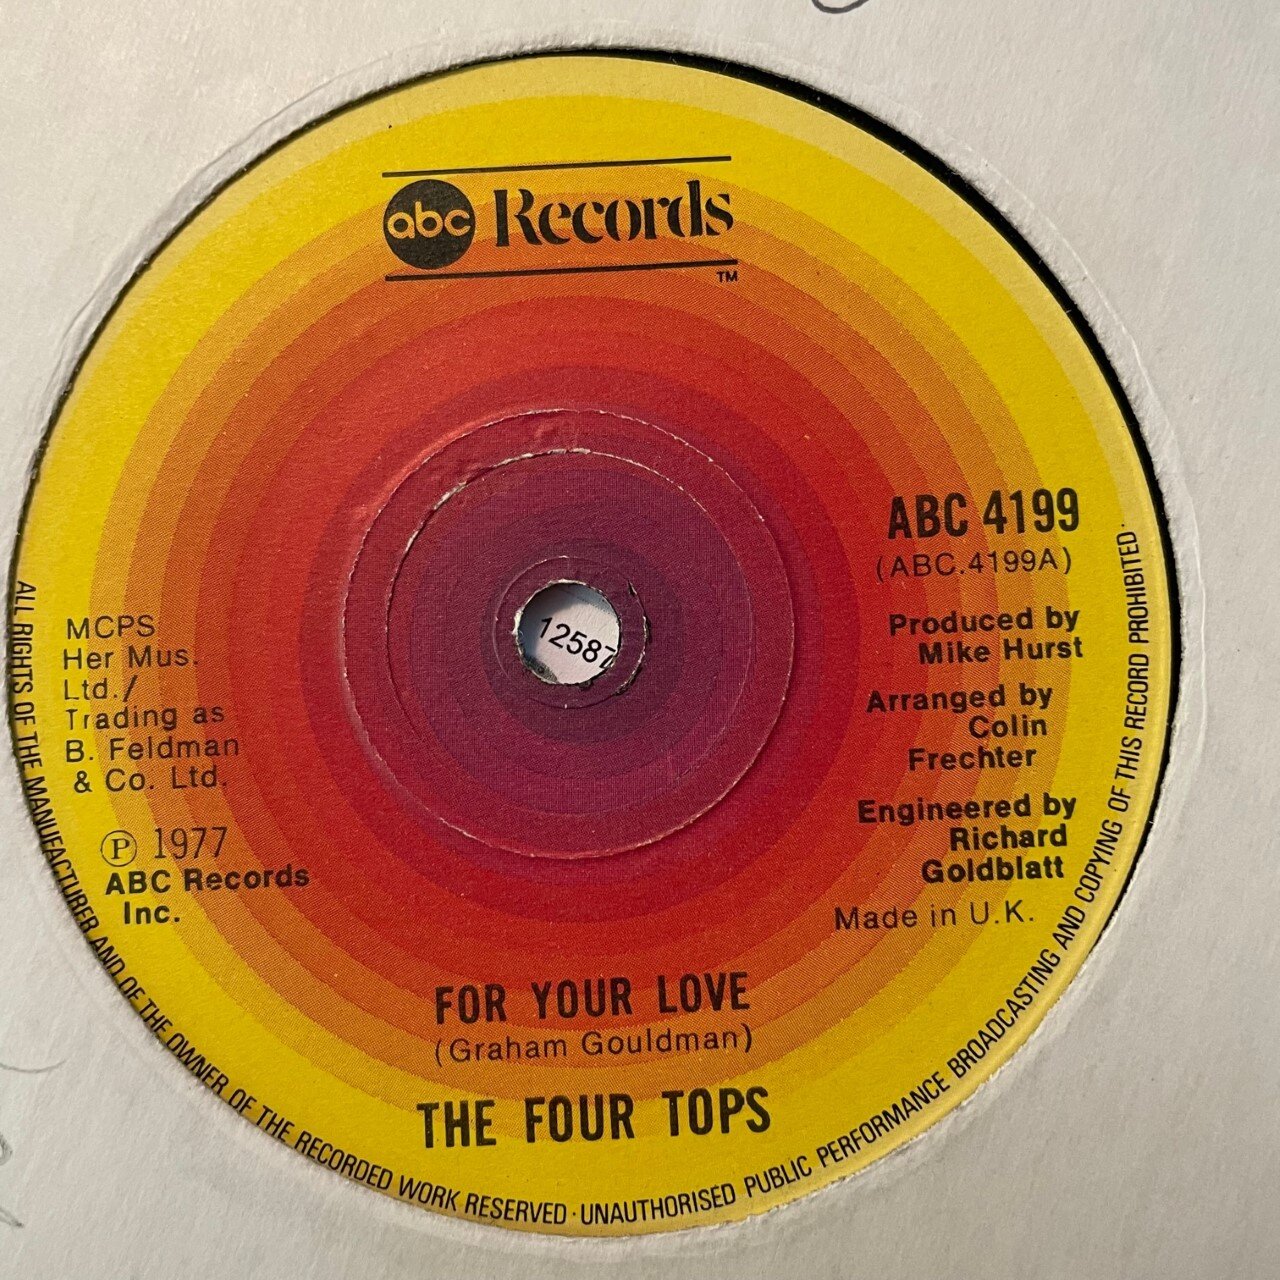 abc Records
TM
ABC 4199
(ABC.4199A)
Produced by
Mike Hurst
Arranged by
Colin
Frechter
Engineered by
Richard
Goldblatt
Made in U.K.
MCPS
Her Mus.
Ltd./
Trading as
B. Feldman
& Co. Ltd.
℗ 1977
ABC Records
Inc.
12587
FOR YOUR LOVE
(Graham Gouldman)
THE FOUR TOPS
ALL RIGHTS OF THE MANUFACTURER AND OF THE OWNER OF THE RECORDED WORK RESERVED · UNAUTHORISED PUBLIC PERFORMANCE BROADCASTING AND COPYING OF THIS RECORD PROHIBITED ·